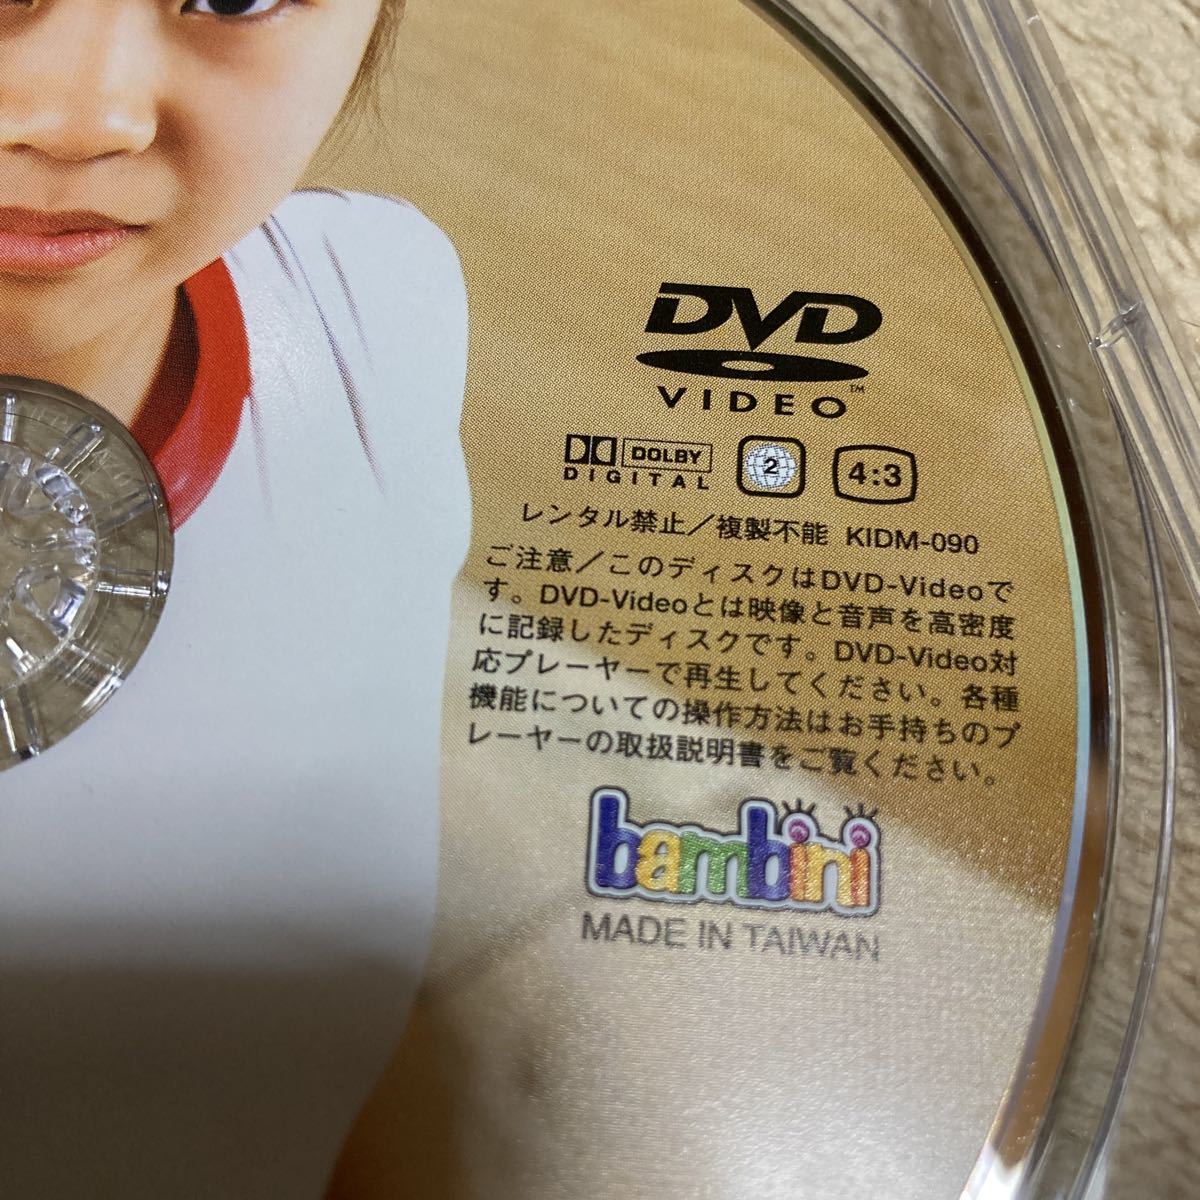 DVD
VIDEO™
DOLBY
DIGITAL
2
4:3
レンタル禁止／複製不能 KIDM-090
ご注意／このディスクはDVD-Videoで
す。DVD-Videoとは映像と音声を高密度
に記録したディスクです。DVD-Video対
応プレーヤーで再生してください。各種
機能についての操作方法はお手持ちのプ
レーヤーの取扱説明書をご覧ください。
bambini
MADE IN TAIWAN